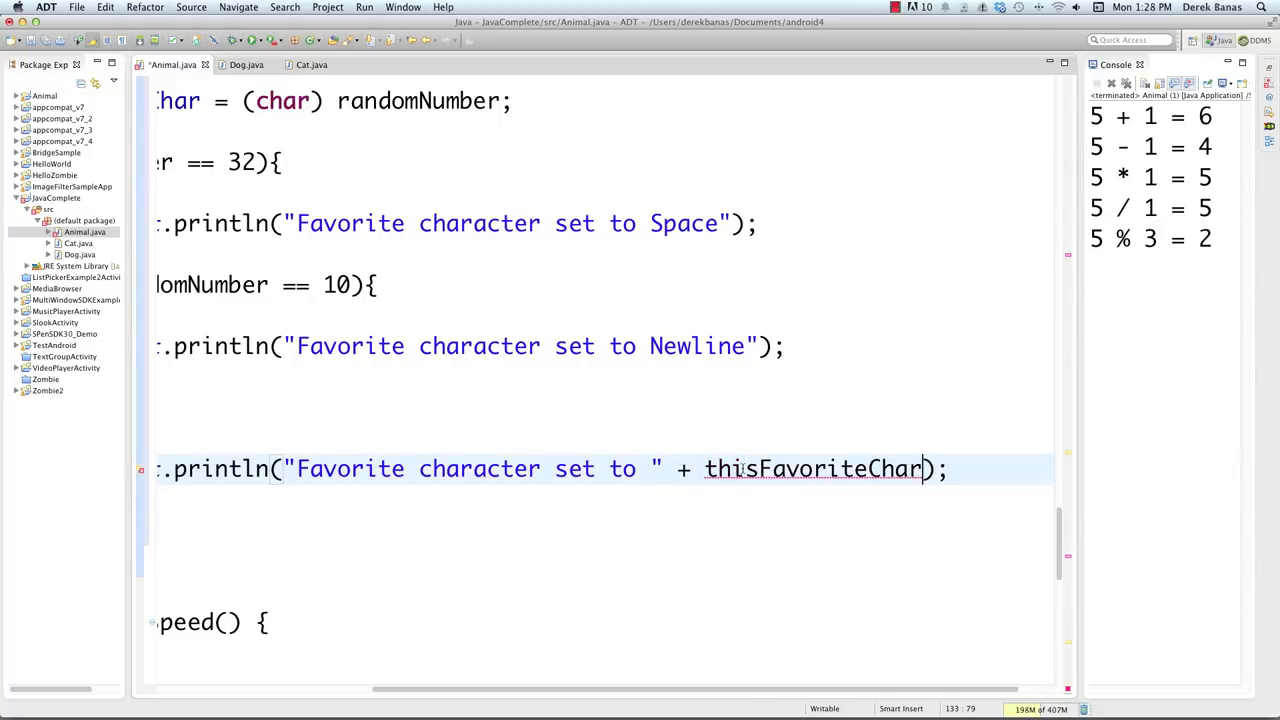 ADT File Edit Refactor Source Navigate Search Project Run Window Help 10 Mon 1:28 PM Derek Banas
Java – JavaComplete/src/Animal.java – ADT – /Users/derekbanas/Documents/android4
Quick Access Java DDMS
Package Exp
*Animal.java Dog.java Cat.java
Console
<terminated> Animal (1) [Java Application] /S
Animal
appcompat_v7
appcompat_v7_2
appcompat_v7_3
appcompat_v7_4
BridgeSample
HelloWorld
HelloZombie
ImageFilterSampleApp
JavaComplete
src
(default package)
Animal.java
Cat.java
Dog.java
JRE System Library [Ja
ListPickerExample2Activi
MediaBrowser
MultiWindowSDKExample
MusicPlayerActivity
SlookActivity
SPenSDK30_Demo
TestAndroid
TextGroupActivity
VideoPlayerActivity
Zombie
Zombie2
Char = (char) randomNumber;
er == 32){
t.println("Favorite character set to Space");
domNumber == 10){
t.println("Favorite character set to Newline");
t.println("Favorite character set to " + thisFavoriteChar);
peed() {
5 + 1 = 6
5 - 1 = 4
5 * 1 = 5
5 / 1 = 5
5 % 3 = 2
Writable Smart Insert 133 : 79 198M of 407M